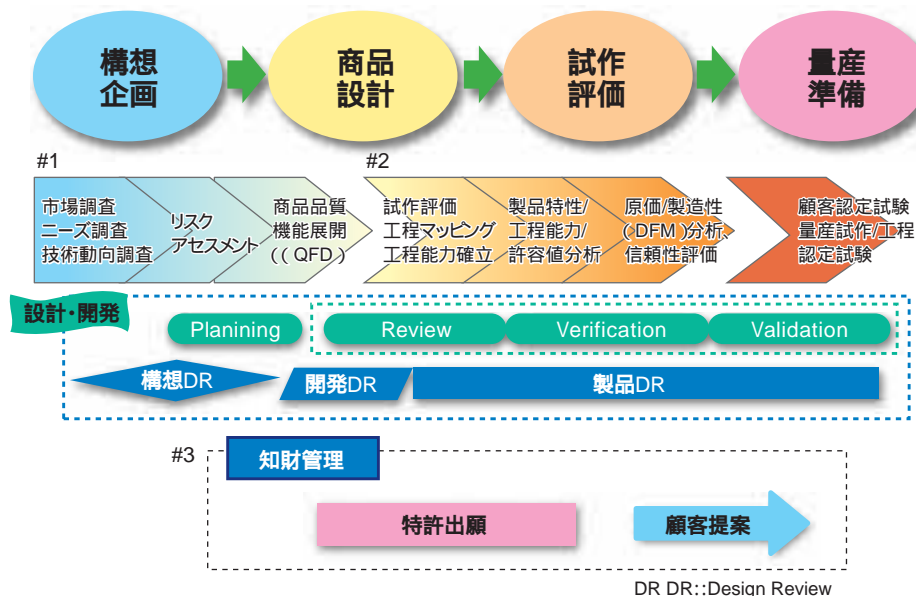 構想
企画
商品
設計
試作
評価
量産
準備
#1
#2
市場調査
ニーズ調査
技術動向調査
リスク
アセスメント
商品品質
機能展開
((QFD)
試作評価
工程マッピング
工程能力確立
製品特性/
工程能力/
許容値分析
原価/製造性
(DFM)分析、
信頼性評価
顧客認定試験
量産試作/工程
認定試験
設計・開発
Planining
Review
Verification
Validation
構想DR
開発DR
製品DR
#3
知財管理
特許出願
顧客提案
DR DR::Design Review